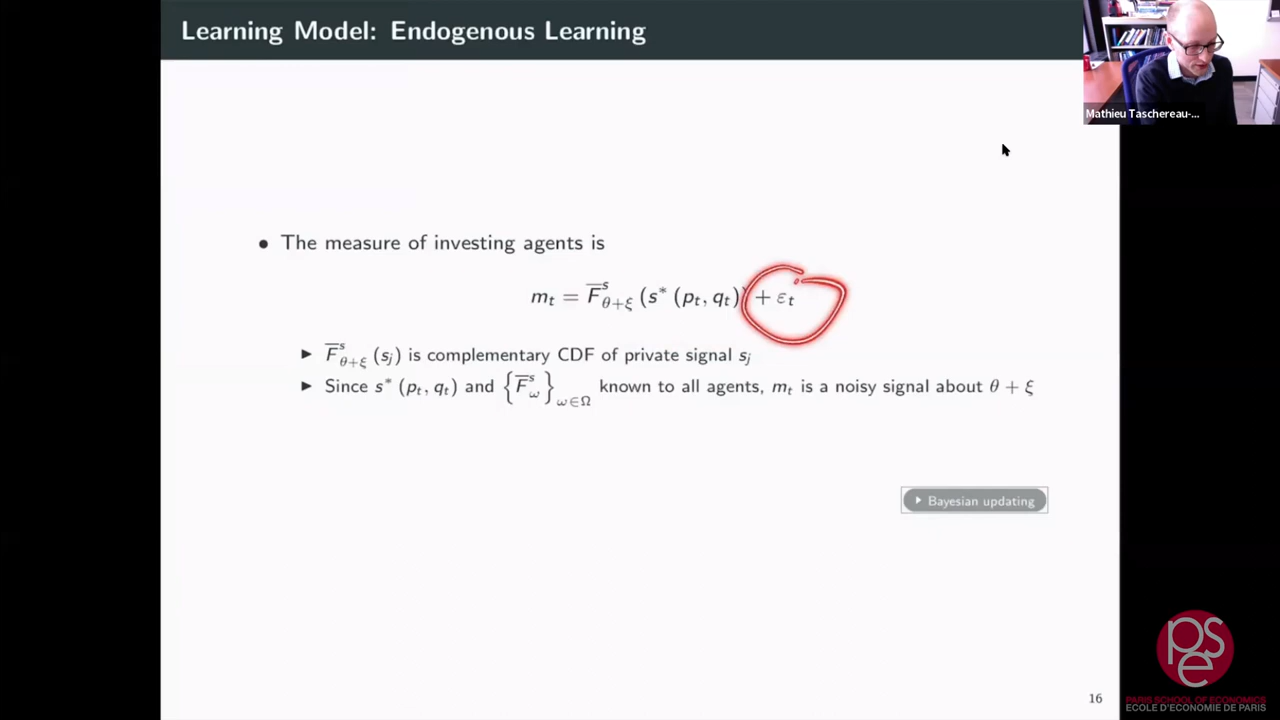 Learning Model: Endogenous Learning
Mathieu Taschereau-...
• The measure of investing agents is
m_t = F̅^s_{θ+ξ} (s* (p_t, q_t)) + ε_t
▶ F̅^s_{θ+ξ} (s_j) is complementary CDF of private signal s_j
▶ Since s* (p_t, q_t) and {F̅^s_ω}_{ω∈Ω} known to all agents, m_t is a noisy signal about θ + ξ
▶ Bayesian updating
16
pse
PARIS SCHOOL OF ECONOMICS
ECOLE D'ECONOMIE DE PARIS